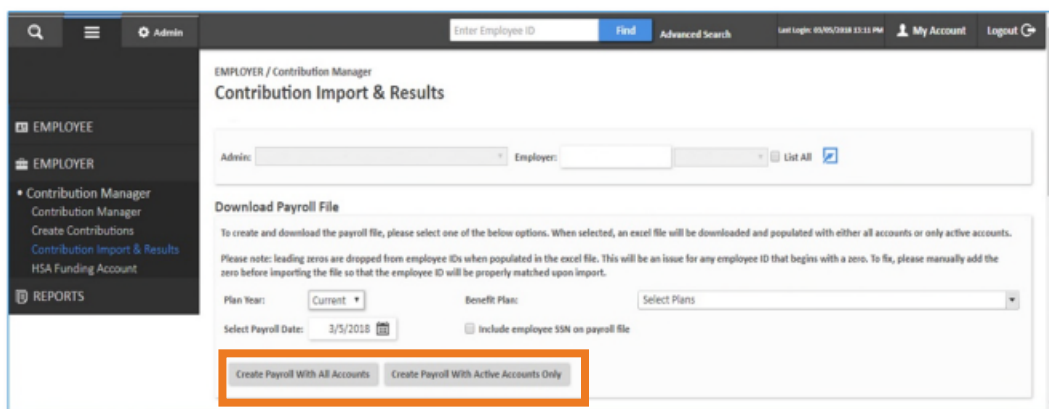 Admin
Enter Employee ID
Find
Advanced Search
Last Login: 05/05/2018 13:11 PM
My Account
Logout
EMPLOYEE
EMPLOYER
• Contribution Manager
Contribution Manager
Create Contributions
Contribution Import & Results
HSA Funding Account
REPORTS
EMPLOYER / Contribution Manager
Contribution Import & Results
Admin:
Employer:
List All
Download Payroll File
To create and download the payroll file, please select one of the below options. When selected, an excel file will be downloaded and populated with either all accounts or only active accounts.
Please note: leading zeros are dropped from employee IDs when populated in the excel file. This will be an issue for any employee ID that begins with a zero. To fix, please manually add the
zero before importing the file so that the employee ID will be properly matched upon import.
Plan Year:
Current
Benefit Plan:
Select Plans
Select Payroll Date:
3/5/2018
Include employee SSN on payroll file
Create Payroll With All Accounts
Create Payroll With Active Accounts Only